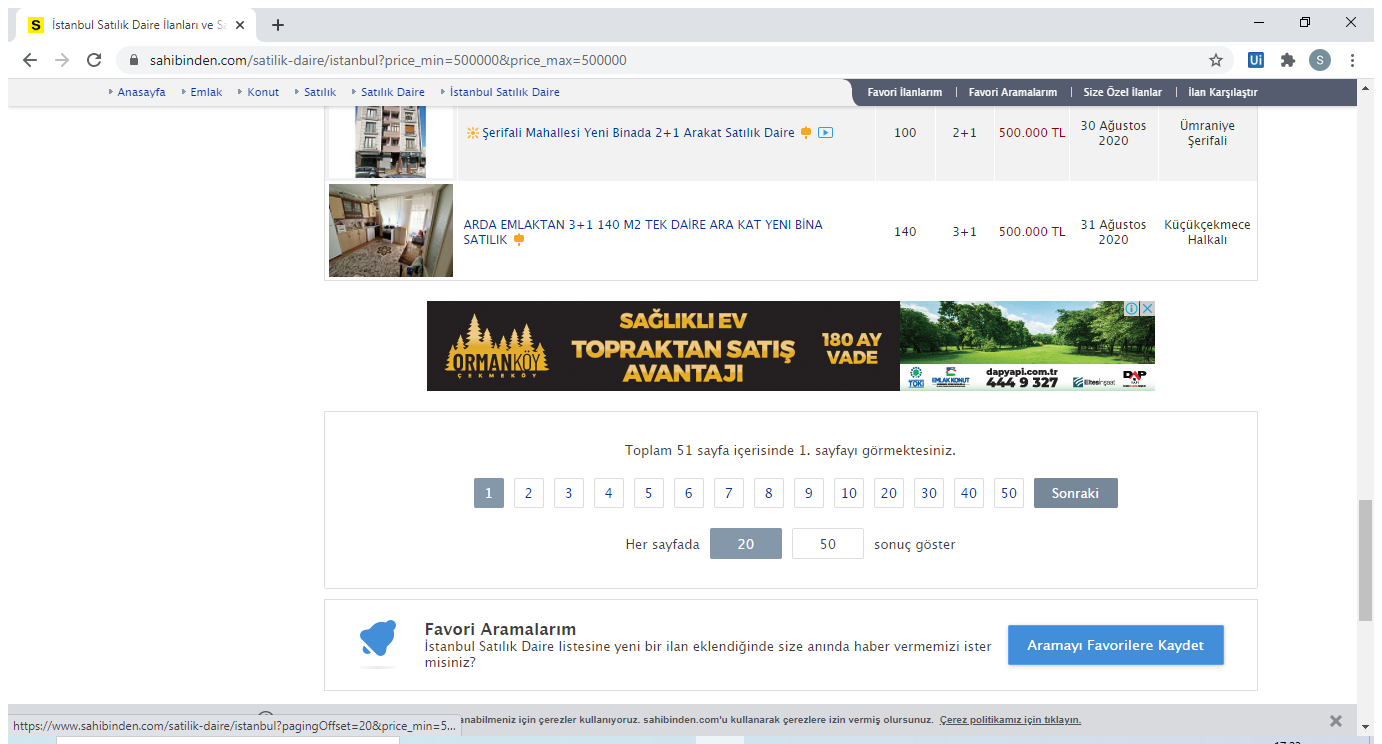 İstanbul Satılık Daire İlanları ve Sa
sahibinden.com/satilik-daire/istanbul?price_min=500000&price_max=500000
Anasayfa
Emlak
Konut
Satılık
Satılık Daire
İstanbul Satılık Daire
Favori İlanlarım
Favori Aramalarım
Size Özel İlanlar
İlan Karşılaştır
Şerifali Mahallesi Yeni Binada 2+1 Arakat Satılık Daire
100
2+1
500.000 TL
30 Ağustos
2020
Ümraniye
Şerifali
ARDA EMLAKTAN 3+1 140 M2 TEK DAİRE ARA KAT YENI BİNA
SATILIK
140
3+1
500.000 TL
31 Ağustos
2020
Küçükçekmece
Halkalı
ORMANKÖY
ÇEKMEKÖY
SAĞLIKLI EV
TOPRAKTAN SATIŞ
AVANTAJI
180 AY
VADE
TOKİ
EMLAK KONUT
dapyapi.com.tr
444 9 327
Eltesinşaat
DAP
Toplam 51 sayfa içerisinde 1. sayfayı görmektesiniz.
1 2 3 4 5 6 7 8 9 10 20 30 40 50 Sonraki
Her sayfada 20 50 sonuç göster
Favori Aramalarım
İstanbul Satılık Daire listesine yeni bir ilan eklendiğinde size anında haber vermemizi ister
misiniz?
Aramayı Favorilere Kaydet
anabilmeniz için çerezler kullanıyoruz. sahibinden.com'u kullanarak çerezlere izin vermiş olursunuz. Çerez politikamız için tıklayın.
https://www.sahibinden.com/satilik-daire/istanbul?pagingOffset=20&price_min=5...